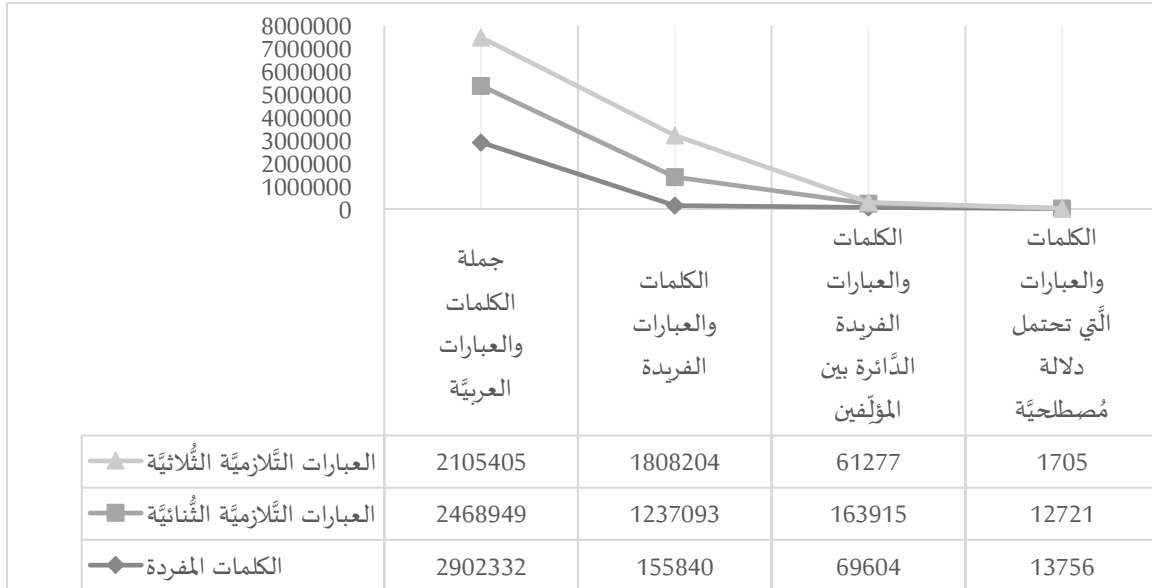 8000000
7000000
6000000
5000000
4000000
3000000
2000000
1000000
0
جملة
الكلمات
والعبارات
العربيَّة
الكلمات
والعبارات
الفريدة
الكلمات
والعبارات
الفريدة
الدَّائرة بين
المؤلّفين
الكلمات
والعبارات
الَّتي تحتمل
دلالة
مُصطلحيَّة
العبارات التَّلازميَّة الثُّلاثيَّة 2105405 1808204 61277 1705
العبارات التَّلازميَّة الثُّنائيَّة 2468949 1237093 163915 12721
الكلمات المفردة 2902332 155840 69604 13756